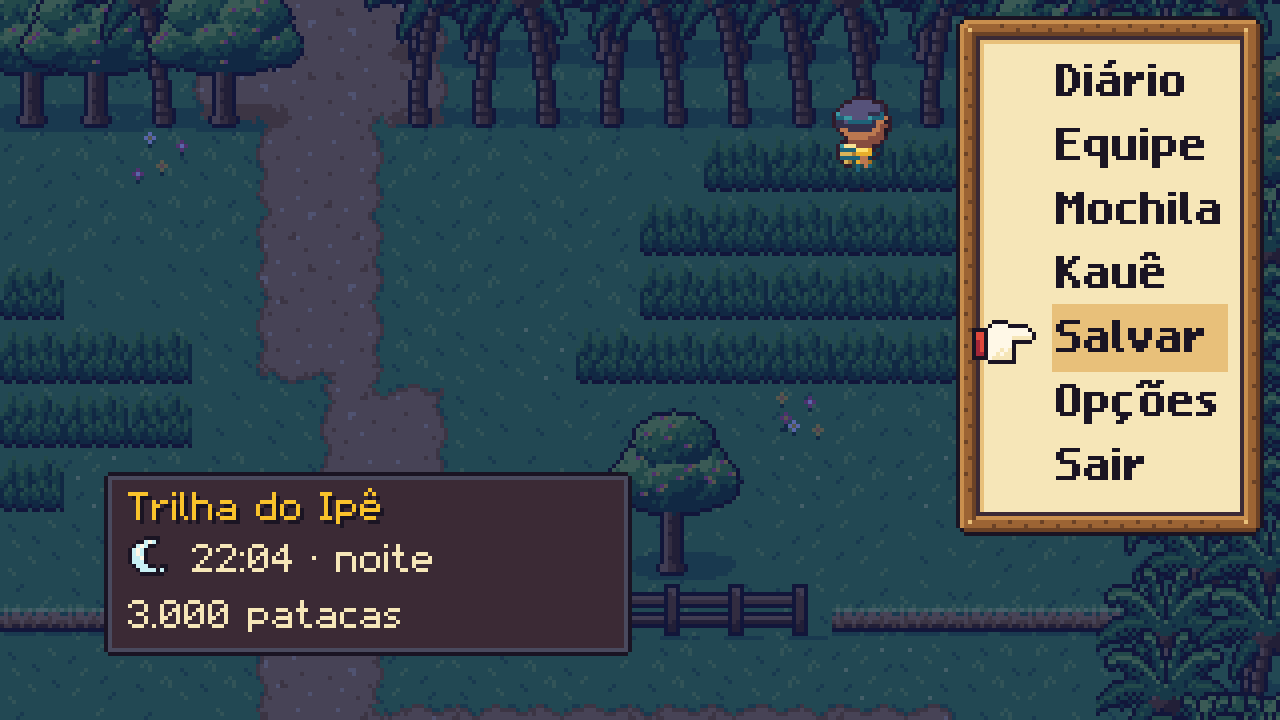 Diário
Equipe
Mochila
Kauê
Salvar
Opções
Sair
Trilha do Ipê
22:04 · noite
3.000 patacas